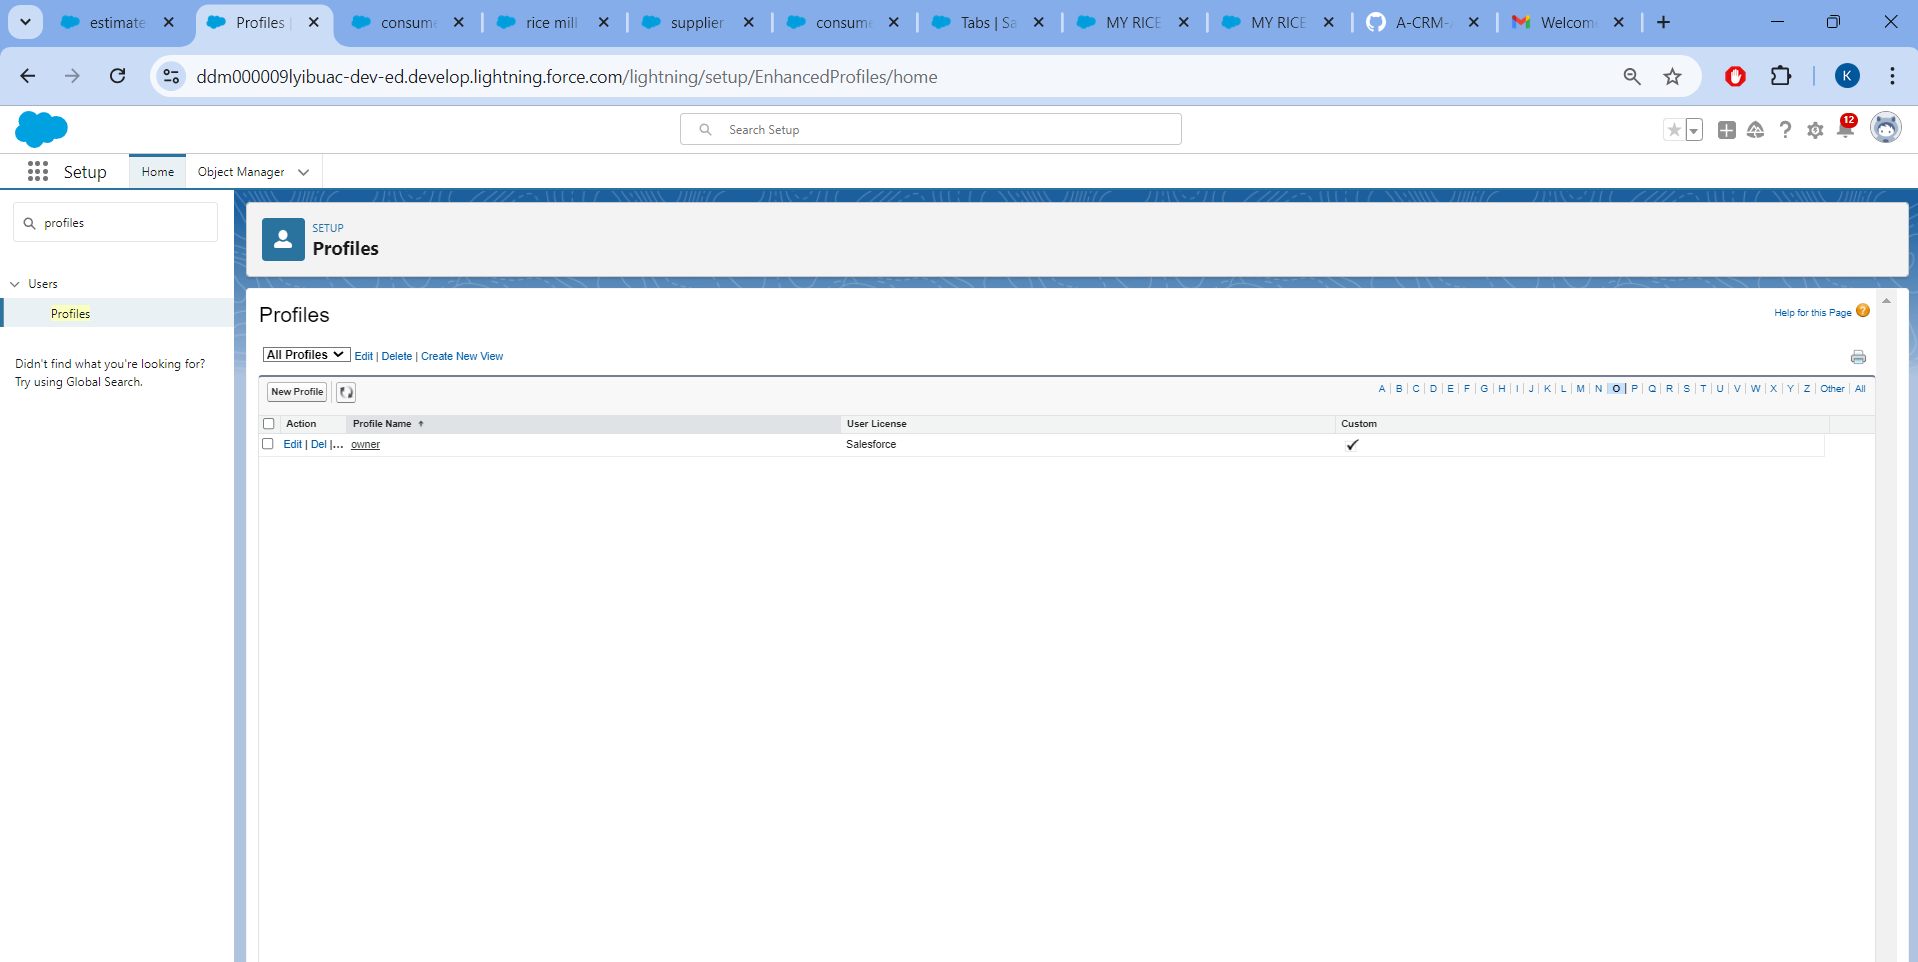 estimate
Profiles |
consume
rice mill
supplier
consume
Tabs | Sa
MY RICE
MY RICE
A-CRM-
Welcom
ddm000009lyibuac-dev-ed.develop.lightning.force.com/lightning/setup/EnhancedProfiles/home
K
Search Setup
12
Setup
Home
Object Manager
profiles
Users
Profiles
Didn't find what you're looking for?
Try using Global Search.
SETUP
Profiles
Profiles
Help for this Page ?
All Profiles Edit | Delete | Create New View
New Profile
A | B | C | D | E | F | G | H | I | J | K | L | M | N | O | P | Q | R | S | T | U | V | W | X | Y | Z | Other | All
Action Profile Name User License Custom
Edit | Del |... owner Salesforce